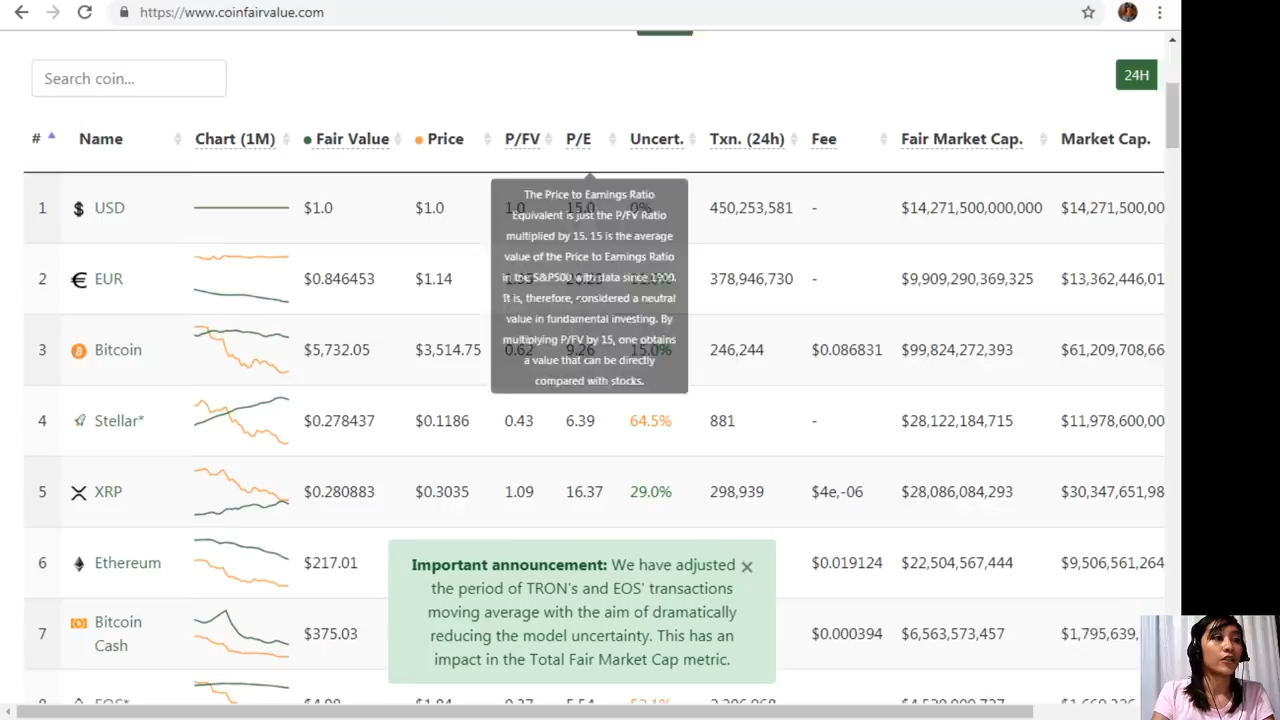 https://www.coinfairvalue.com
Search coin...
24H
# Name Chart (1M) Fair Value Price P/FV P/E Uncert. Txn. (24h) Fee Fair Market Cap. Market Cap.
The Price to Earnings Ratio
Equivalent is just the P/FV Ratio
multiplied by 15. 15 is the average
value of the Price to Earnings Ratio
in the S&P500 with data since 1900.
It is, therefore, considered a neutral
value in fundamental investing. By
multiplying P/FV by 15, one obtains
a value that can be directly
compared with stocks.
1 $ USD $1.0 $1.0 1.0 15.0 0% 450,253,581 - $14,271,500,000,000 $14,271,500,00
2 € EUR $0.846453 $1.14 378,946,730 - $9,909,290,369,325 $13,362,446,01
3 Bitcoin $5,732.05 $3,514.75 0.62 9.26 15.0% 246,244 $0.086831 $99,824,272,393 $61,209,708,66
4 Stellar* $0.278437 $0.1186 0.43 6.39 64.5% 881 - $28,122,184,715 $11,978,600,00
5 XRP $0.280883 $0.3035 1.09 16.37 29.0% 298,939 $4e,-06 $28,086,084,293 $30,347,651,98
6 Ethereum $217.01 $0.019124 $22,504,567,444 $9,506,561,264
7 Bitcoin Cash $375.03 $0.000394 $6,563,573,457 $1,795,639,
Important announcement: We have adjusted
the period of TRON's and EOS' transactions
moving average with the aim of dramatically
reducing the model uncertainty. This has an
impact in the Total Fair Market Cap metric.